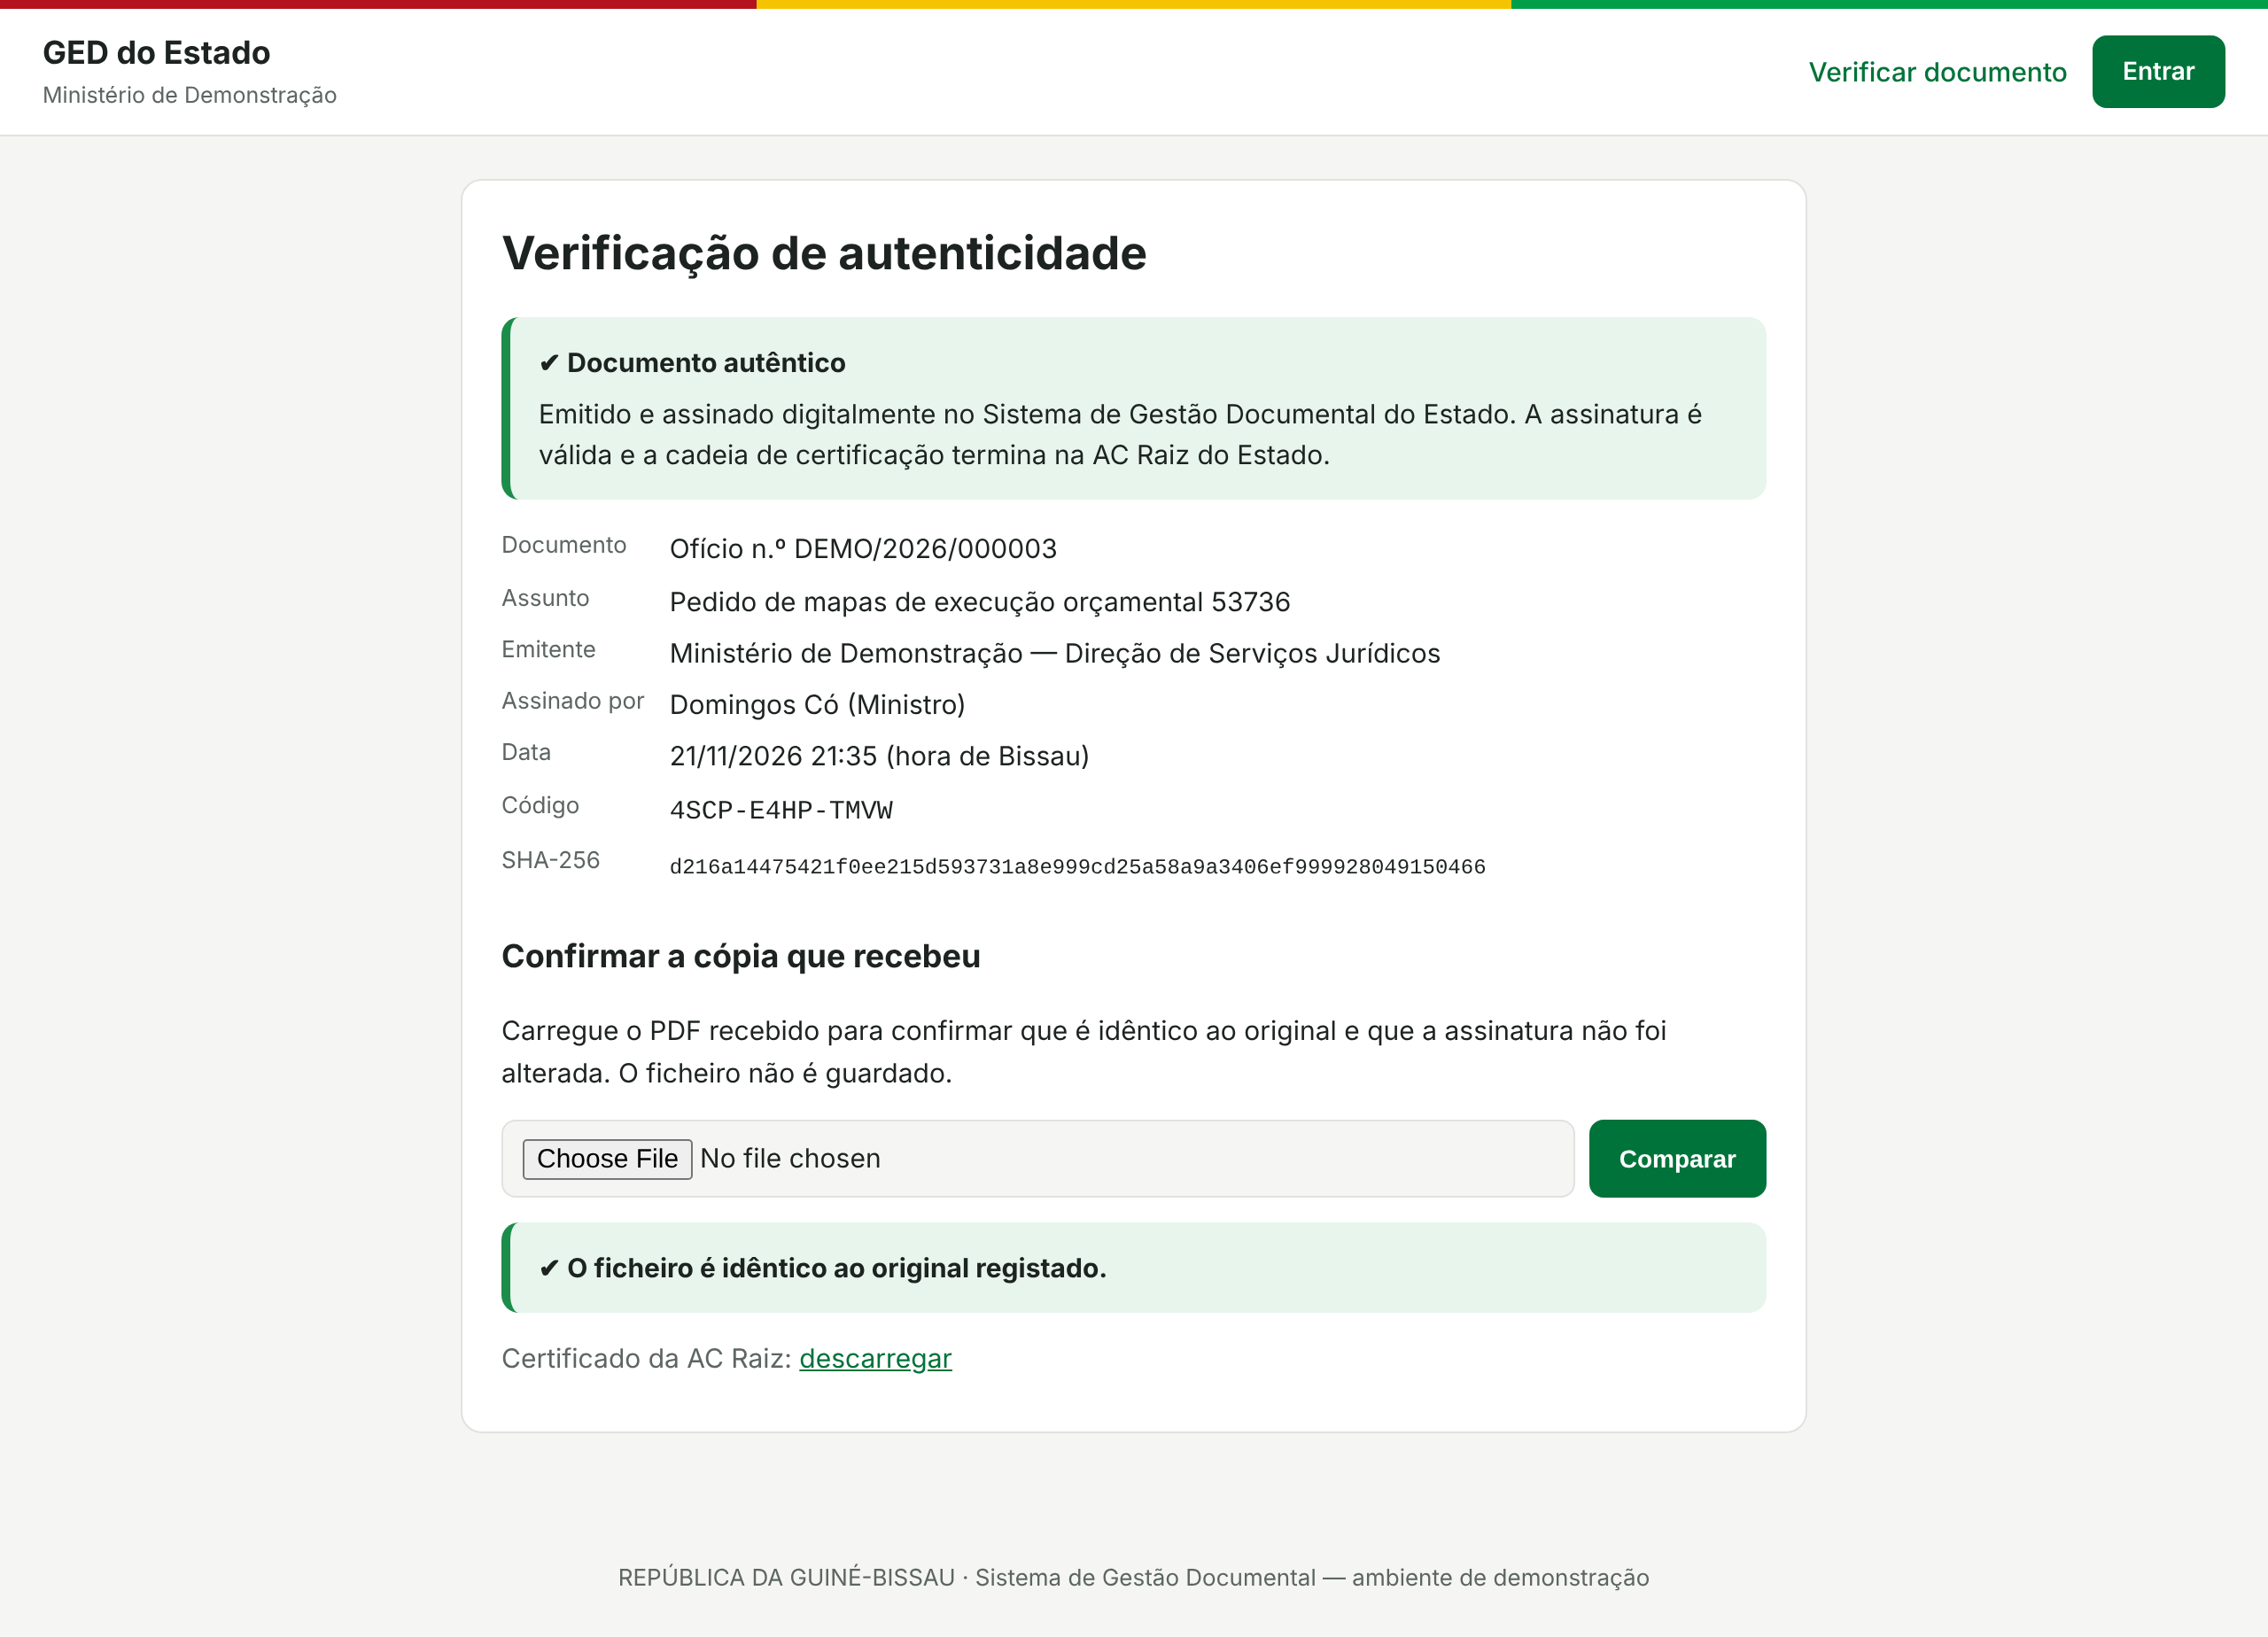 GED do Estado
Ministério de Demonstração
Verificar documento
Entrar
Verificação de autenticidade
✔ Documento autêntico
Emitido e assinado digitalmente no Sistema de Gestão Documental do Estado. A assinatura é
válida e a cadeia de certificação termina na AC Raiz do Estado.
Documento Ofício n.º DEMO/2026/000003
Assunto Pedido de mapas de execução orçamental 53736
Emitente Ministério de Demonstração — Direção de Serviços Jurídicos
Assinado por Domingos Có (Ministro)
Data 21/11/2026 21:35 (hora de Bissau)
Código 4SCP-E4HP-TMVW
SHA-256 d216a14475421f0ee215d593731a8e999cd25a58a9a3406ef999928049150466
Confirmar a cópia que recebeu
Carregue o PDF recebido para confirmar que é idêntico ao original e que a assinatura não foi
alterada. O ficheiro não é guardado.
Choose File No file chosen
Comparar
✔ O ficheiro é idêntico ao original registado.
Certificado da AC Raiz: descarregar
REPÚBLICA DA GUINÉ-BISSAU · Sistema de Gestão Documental — ambiente de demonstração